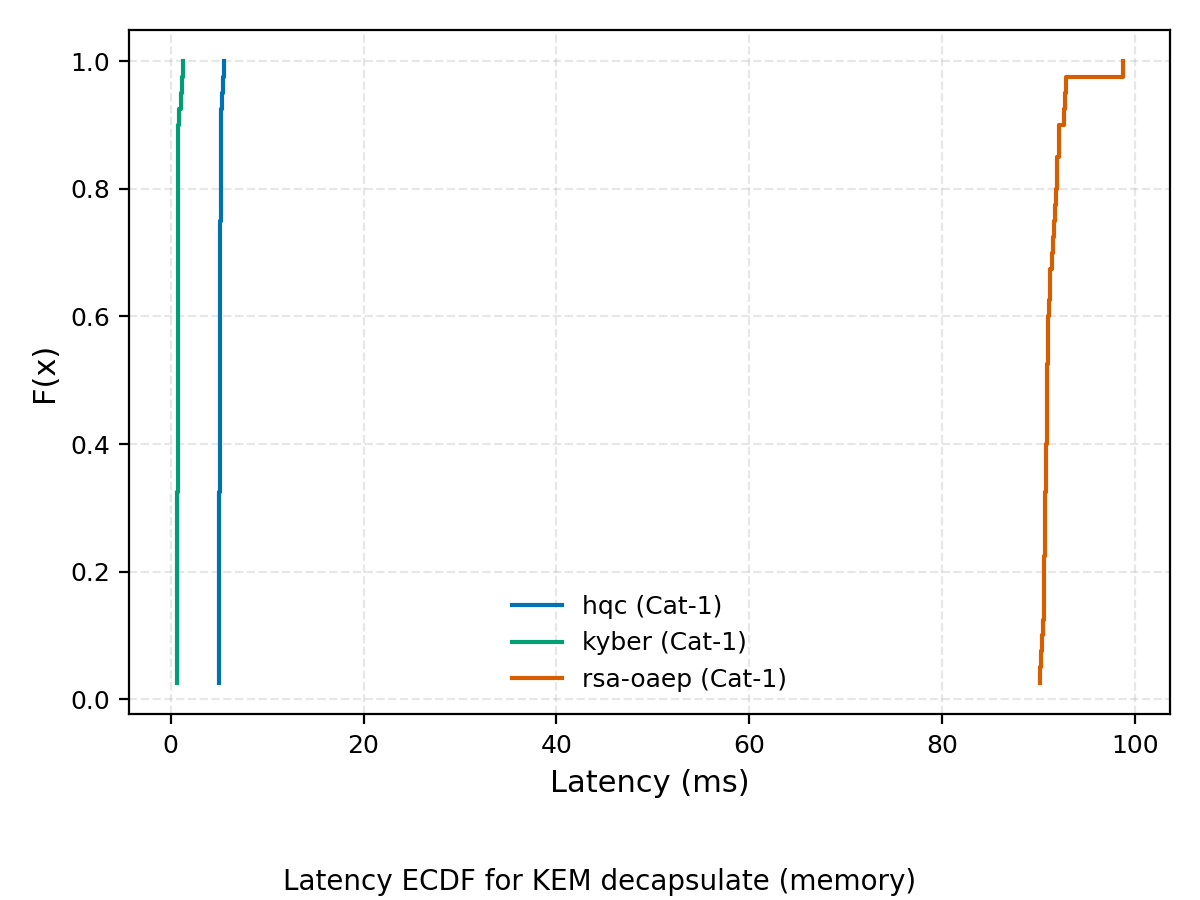 1.0
0.8
0.6
0.4
0.2
0.0
F(x)
hqc (Cat-1)
kyber (Cat-1)
rsa-oaep (Cat-1)
0 20 40 60 80 100
Latency (ms)
Latency ECDF for KEM decapsulate (memory)